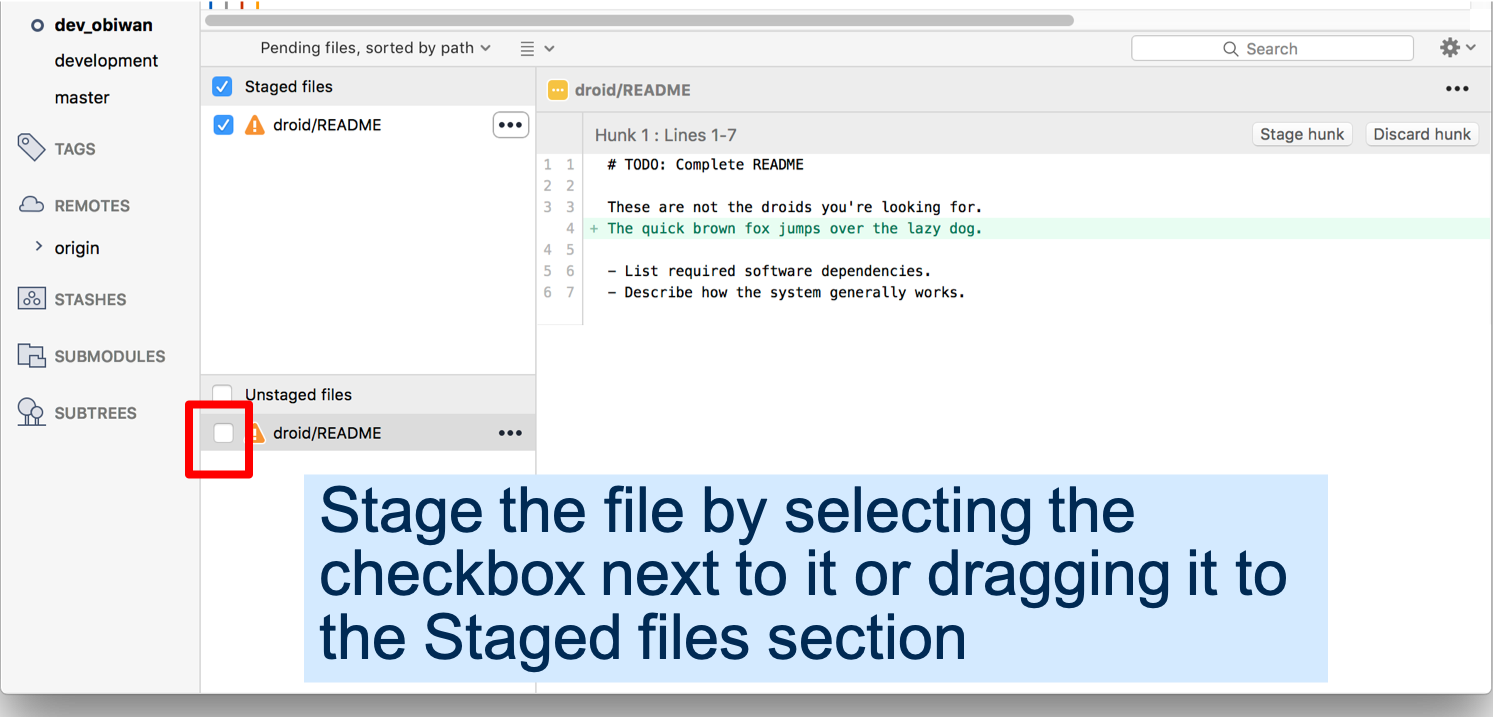 dev_obiwan
development
master
TAGS
REMOTES
origin
STASHES
SUBMODULES
SUBTREES
Pending files, sorted by path
Search
Staged files
droid/README
Unstaged files
droid/README
droid/README
Hunk 1 : Lines 1-7
Stage hunk
Discard hunk
1 1 # TODO: Complete README
2 2
3 3 These are not the droids you're looking for.
4 + The quick brown fox jumps over the lazy dog.
4 5
5 6 - List required software dependencies.
6 7 - Describe how the system generally works.
Stage the file by selecting the
checkbox next to it or dragging it to
the Staged files section